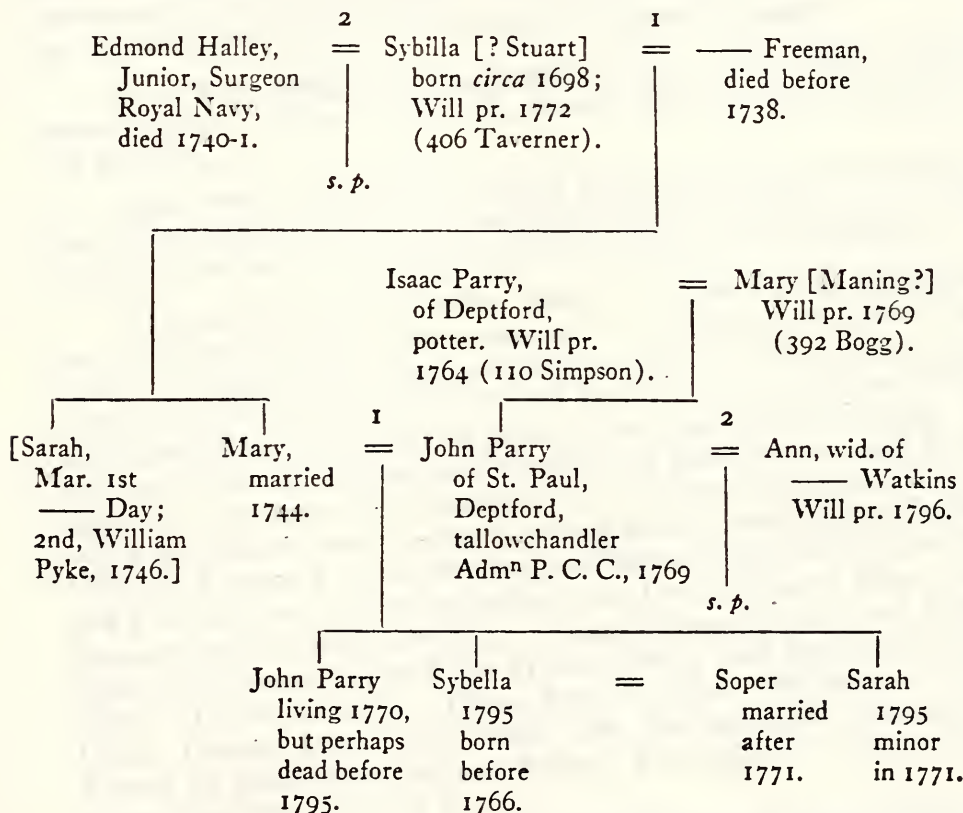 2 1
Edmond Halley, = Sybilla [? Stuart] = —— Freeman,
Junior, Surgeon born circa 1698; died before
Royal Navy, Will pr. 1772 1738.
died 1740-1. (406 Taverner).
s. p.
Isaac Parry, = Mary [Maning?]
of Deptford, Will pr. 1769
potter. Will pr. (392 Bogg).
1764 (110 Simpson).
1 2
[Sarah, Mary, = John Parry = Ann, wid. of
Mar. 1st married of St. Paul, —— Watkins
—— Day; 1744. Deptford, Will pr. 1796.
2nd, William tallowchandler
Pyke, 1746.] Admⁿ P. C. C., 1769
s. p.
John Parry Sybella = Soper Sarah
living 1770, 1795 married 1795
but perhaps born after minor
dead before before 1771. in 1771.
1795. 1766.